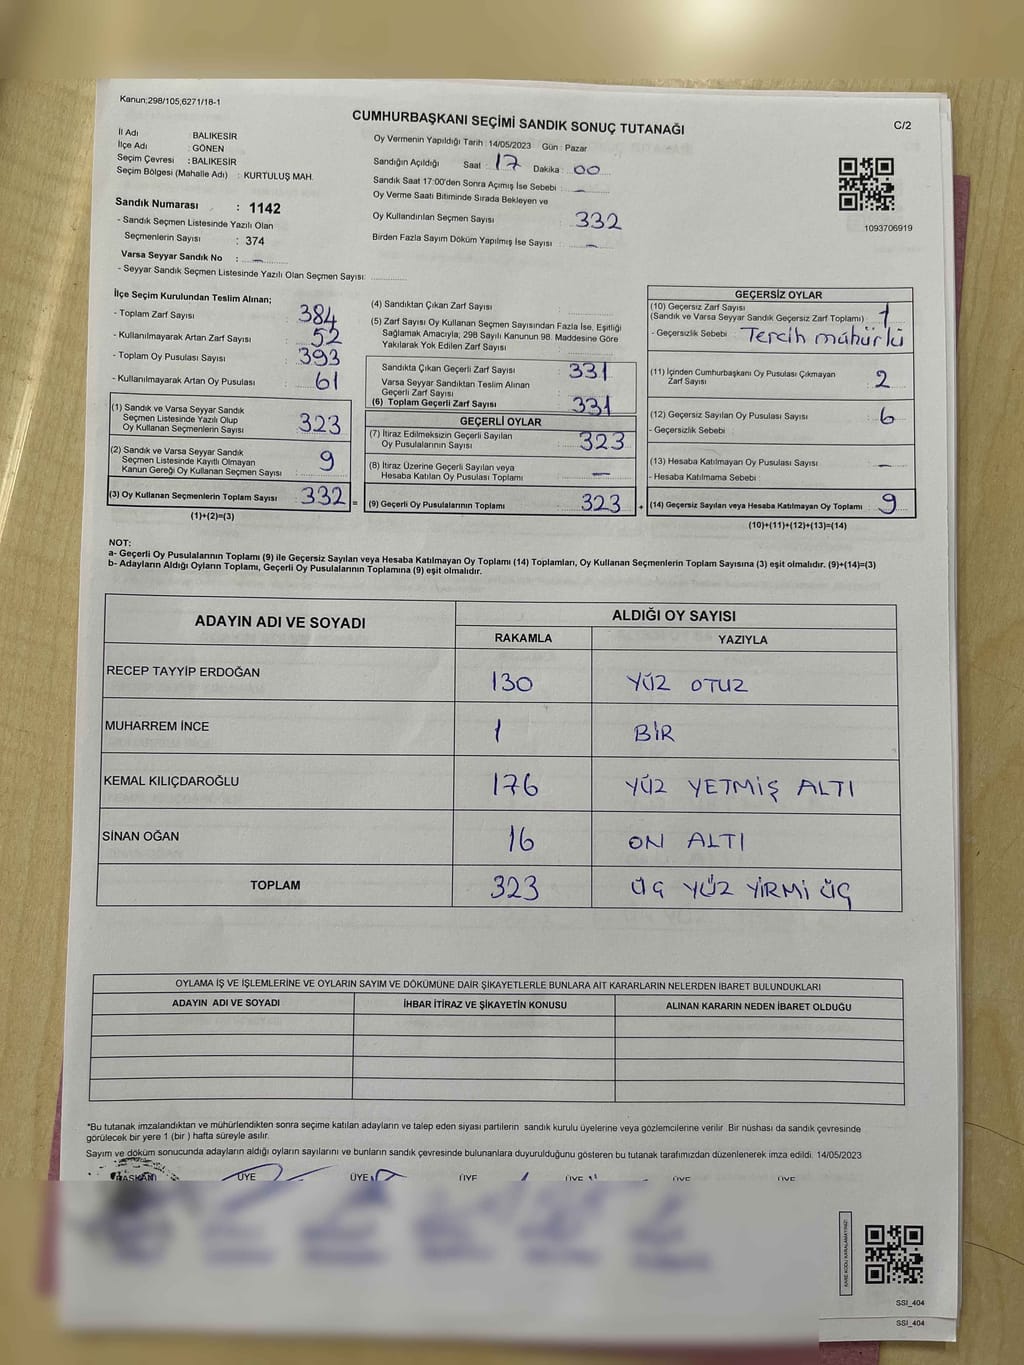 Kanun:298/105,6271/18-1
CUMHURBAŞKANI SEÇİMİ SANDIK SONUÇ TUTANAĞI
C/2
İl Adı : BALIKESİR
İlçe Adı : GÖNEN
Seçim Çevresi : BALIKESİR
Seçim Bölgesi (Mahalle Adı) : KURTULUŞ MAH.
Sandık Numarası : 1142
- Sandık Seçmen Listesinde Yazılı Olan
Seçmenlerin Sayısı : 374
Varsa Seyyar Sandık No : –
- Seyyar Sandık Seçmen Listesinde Yazılı Olan Seçmen Sayısı:
Oy Vermenin Yapıldığı Tarih : 14/05/2023 Gün : Pazar
Sandığın Açıldığı Saat : 17 Dakika : 00
Sandık Saat 17:00'den Sonra Açımış İse Sebebi : –
Oy Verme Saati Bitiminde Sırada Bekleyen ve
Oy Kullandırılan Seçmen Sayısı 332
Birden Fazla Sayım Döküm Yapılmış İse Sayısı : –
1093706919
İlçe Seçim Kurulundan Teslim Alınan;
- Toplam Zarf Sayısı : 384
- Kullanılmayarak Artan Zarf Sayısı : 52
- Toplam Oy Pusulası Sayısı : 393
- Kullanılmayarak Artan Oy Pusulası : 61
(1) Sandık ve Varsa Seyyar Sandık
Seçmen Listesinde Yazılı Olup
Oy Kullanan Seçmenlerin Sayısı : 323
(2) Sandık ve Varsa Seyyar Sandık
Seçmen Listesinde Kayıtlı Olmayan
Kanun Gereği Oy Kullanan Seçmen Sayısı : 9
(3) Oy Kullanan Seçmenlerin Toplam Sayısı : 332 =
(1)+(2)=(3)
(4) Sandıktan Çıkan Zarf Sayısı :
(5) Zarf Sayısı Oy Kullanan Seçmen Sayısından Fazla İse, Eşitliği
Sağlamak Amacıyla; 298 Sayılı Kanunun 98. Maddesine Göre
Yakılarak Yok Edilen Zarf Sayısı :
Sandıkta Çıkan Geçerli Zarf Sayısı : 331
Varsa Seyyar Sandıktan Teslim Alınan
Geçerli Zarf Sayısı :
(6) Toplam Geçerli Zarf Sayısı : 331
GEÇERLİ OYLAR
(7) İtiraz Edilmeksizin Geçerli Sayılan
Oy Pusulalarının Sayısı : 323
(8) İtiraz Üzerine Geçerli Sayılan veya
Hesaba Katılan Oy Pusulası Toplamı : –
(9) Geçerli Oy Pusulalarının Toplamı : 323 +
GEÇERSİZ OYLAR
(10) Geçersiz Zarf Sayısı
(Sandık ve Varsa Seyyar Sandık Geçersiz Zarf Toplamı) : 1
- Geçersizlik Sebebi : Tercih mühürlü
(11) İçinden Cumhurbaşkanı Oy Pusulası Çıkmayan
Zarf Sayısı : 2
(12) Geçersiz Sayılan Oy Pusulası Sayısı : 6
- Geçersizlik Sebebi :
(13) Hesaba Katılmayan Oy Pusulası Sayısı : –
- Hesaba Katılmama Sebebi :
(14) Geçersiz Sayılan veya Hesaba Katılmayan Oy Toplamı : 9
(10)+(11)+(12)+(13)=(14)
NOT:
a- Geçerli Oy Pusulalarının Toplamı (9) ile Geçersiz Sayılan veya Hesaba Katılmayan Oy Toplamı (14) Toplamları, Oy Kullanan Seçmenlerin Toplam Sayısına (3) eşit olmalıdır. (9)+(14)=(3)
b- Adayların Aldığı Oyların Toplamı, Geçerli Oy Pusulalarının Toplamına (9) eşit olmalıdır.
ADAYIN ADI VE SOYADI ALDIĞI OY SAYISI
RAKAMLA YAZIYLA
RECEP TAYYİP ERDOĞAN 130 YÜZ OTUZ
MUHARREM İNCE 1 BİR
KEMAL KILIÇDAROĞLU 176 YÜZ YETMİŞ ALTI
SİNAN OĞAN 16 ON ALTI
TOPLAM 323 ÜÇ YÜZ YİRMİ ÜÇ
OYLAMA İŞ VE İŞLEMLERİNE VE OYLARIN SAYIM VE DÖKÜMÜNE DAİR ŞİKAYETLERLE BUNLARA AİT KARARLARIN NELERDEN İBARET BULUNDUKLARI
ADAYIN ADI VE SOYADI İHBAR İTİRAZ VE ŞİKAYETİN KONUSU ALINAN KARARIN NEDEN İBARET OLDUĞU
*Bu tutanak imzalandıktan ve mühürlendikten sonra seçime katılan adayların ve talep eden siyası partilerin sandık kurulu üyelerine veya gözlemcilerine verilir. Bir nüshası da sandık çevresinde
görülecek bir yere 1 (bir ) hafta süreyle asılır.
Sayım ve döküm sonucunda adayların aldığı oyların sayılarını ve bunların sandık çevresinde bulunanlara duyurulduğunu gösteren bu tutanak tarafımızdan düzenlenerek imza edildi. 14/05/2023
BAŞKAN ÜYE ÜYE ÜYE ÜYE ÜYE ÜYE
KARE KODU KARALAMAYINIZ!
SSI_404
SSI_404